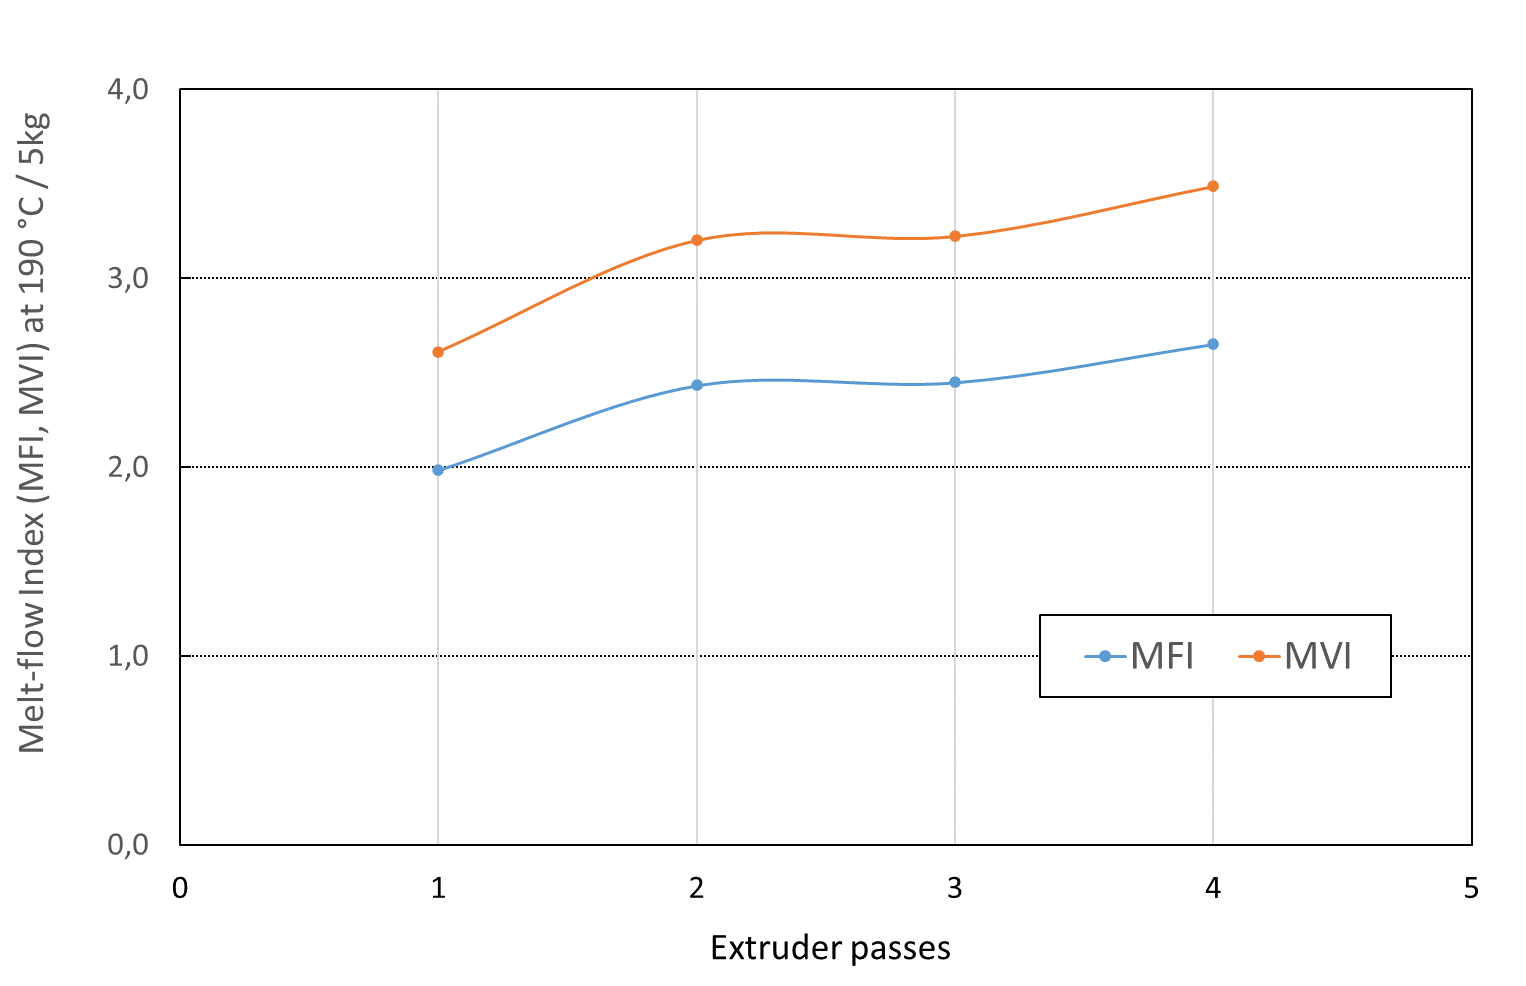 Melt-flow Index (MFI, MVI) at 190 °C / 5kg
4,0
3,0
2,0
1,0
0,0
MFI MVI
0 1 2 3 4 5
Extruder passes